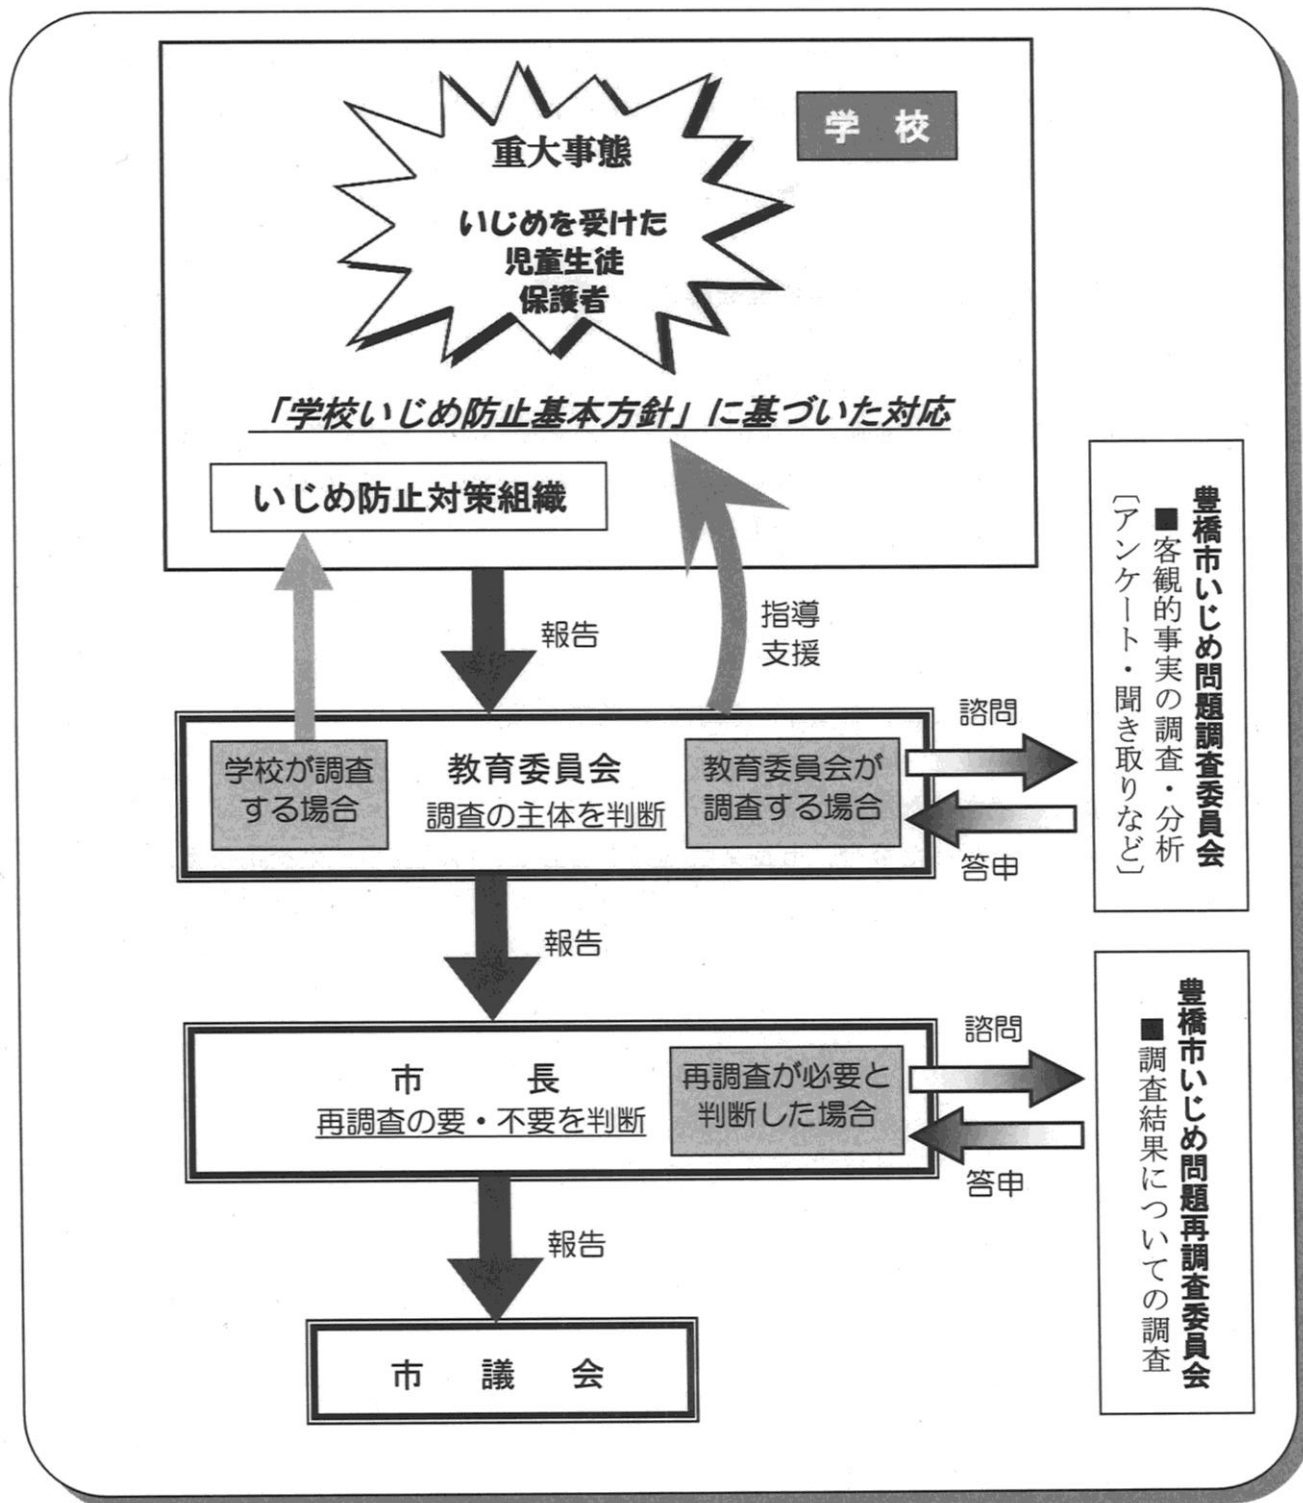 学　校
重大事態
いじめを受けた
児童生徒
保護者
「学校いじめ防止基本方針」に基づいた対応
いじめ防止対策組織
報告
指導
支援
学校が調査
する場合
教育委員会
調査の主体を判断
教育委員会が
調査する場合
諮問
答申
豊橋市いじめ問題調査委員会
■客観的事実の調査・分析
〔アンケート・聞き取りなど〕
報告
市　　長
再調査の要・不要を判断
再調査が必要と
判断した場合
諮問
答申
豊橋市いじめ問題再調査委員会
■調査結果についての調査
報告
市　議　会